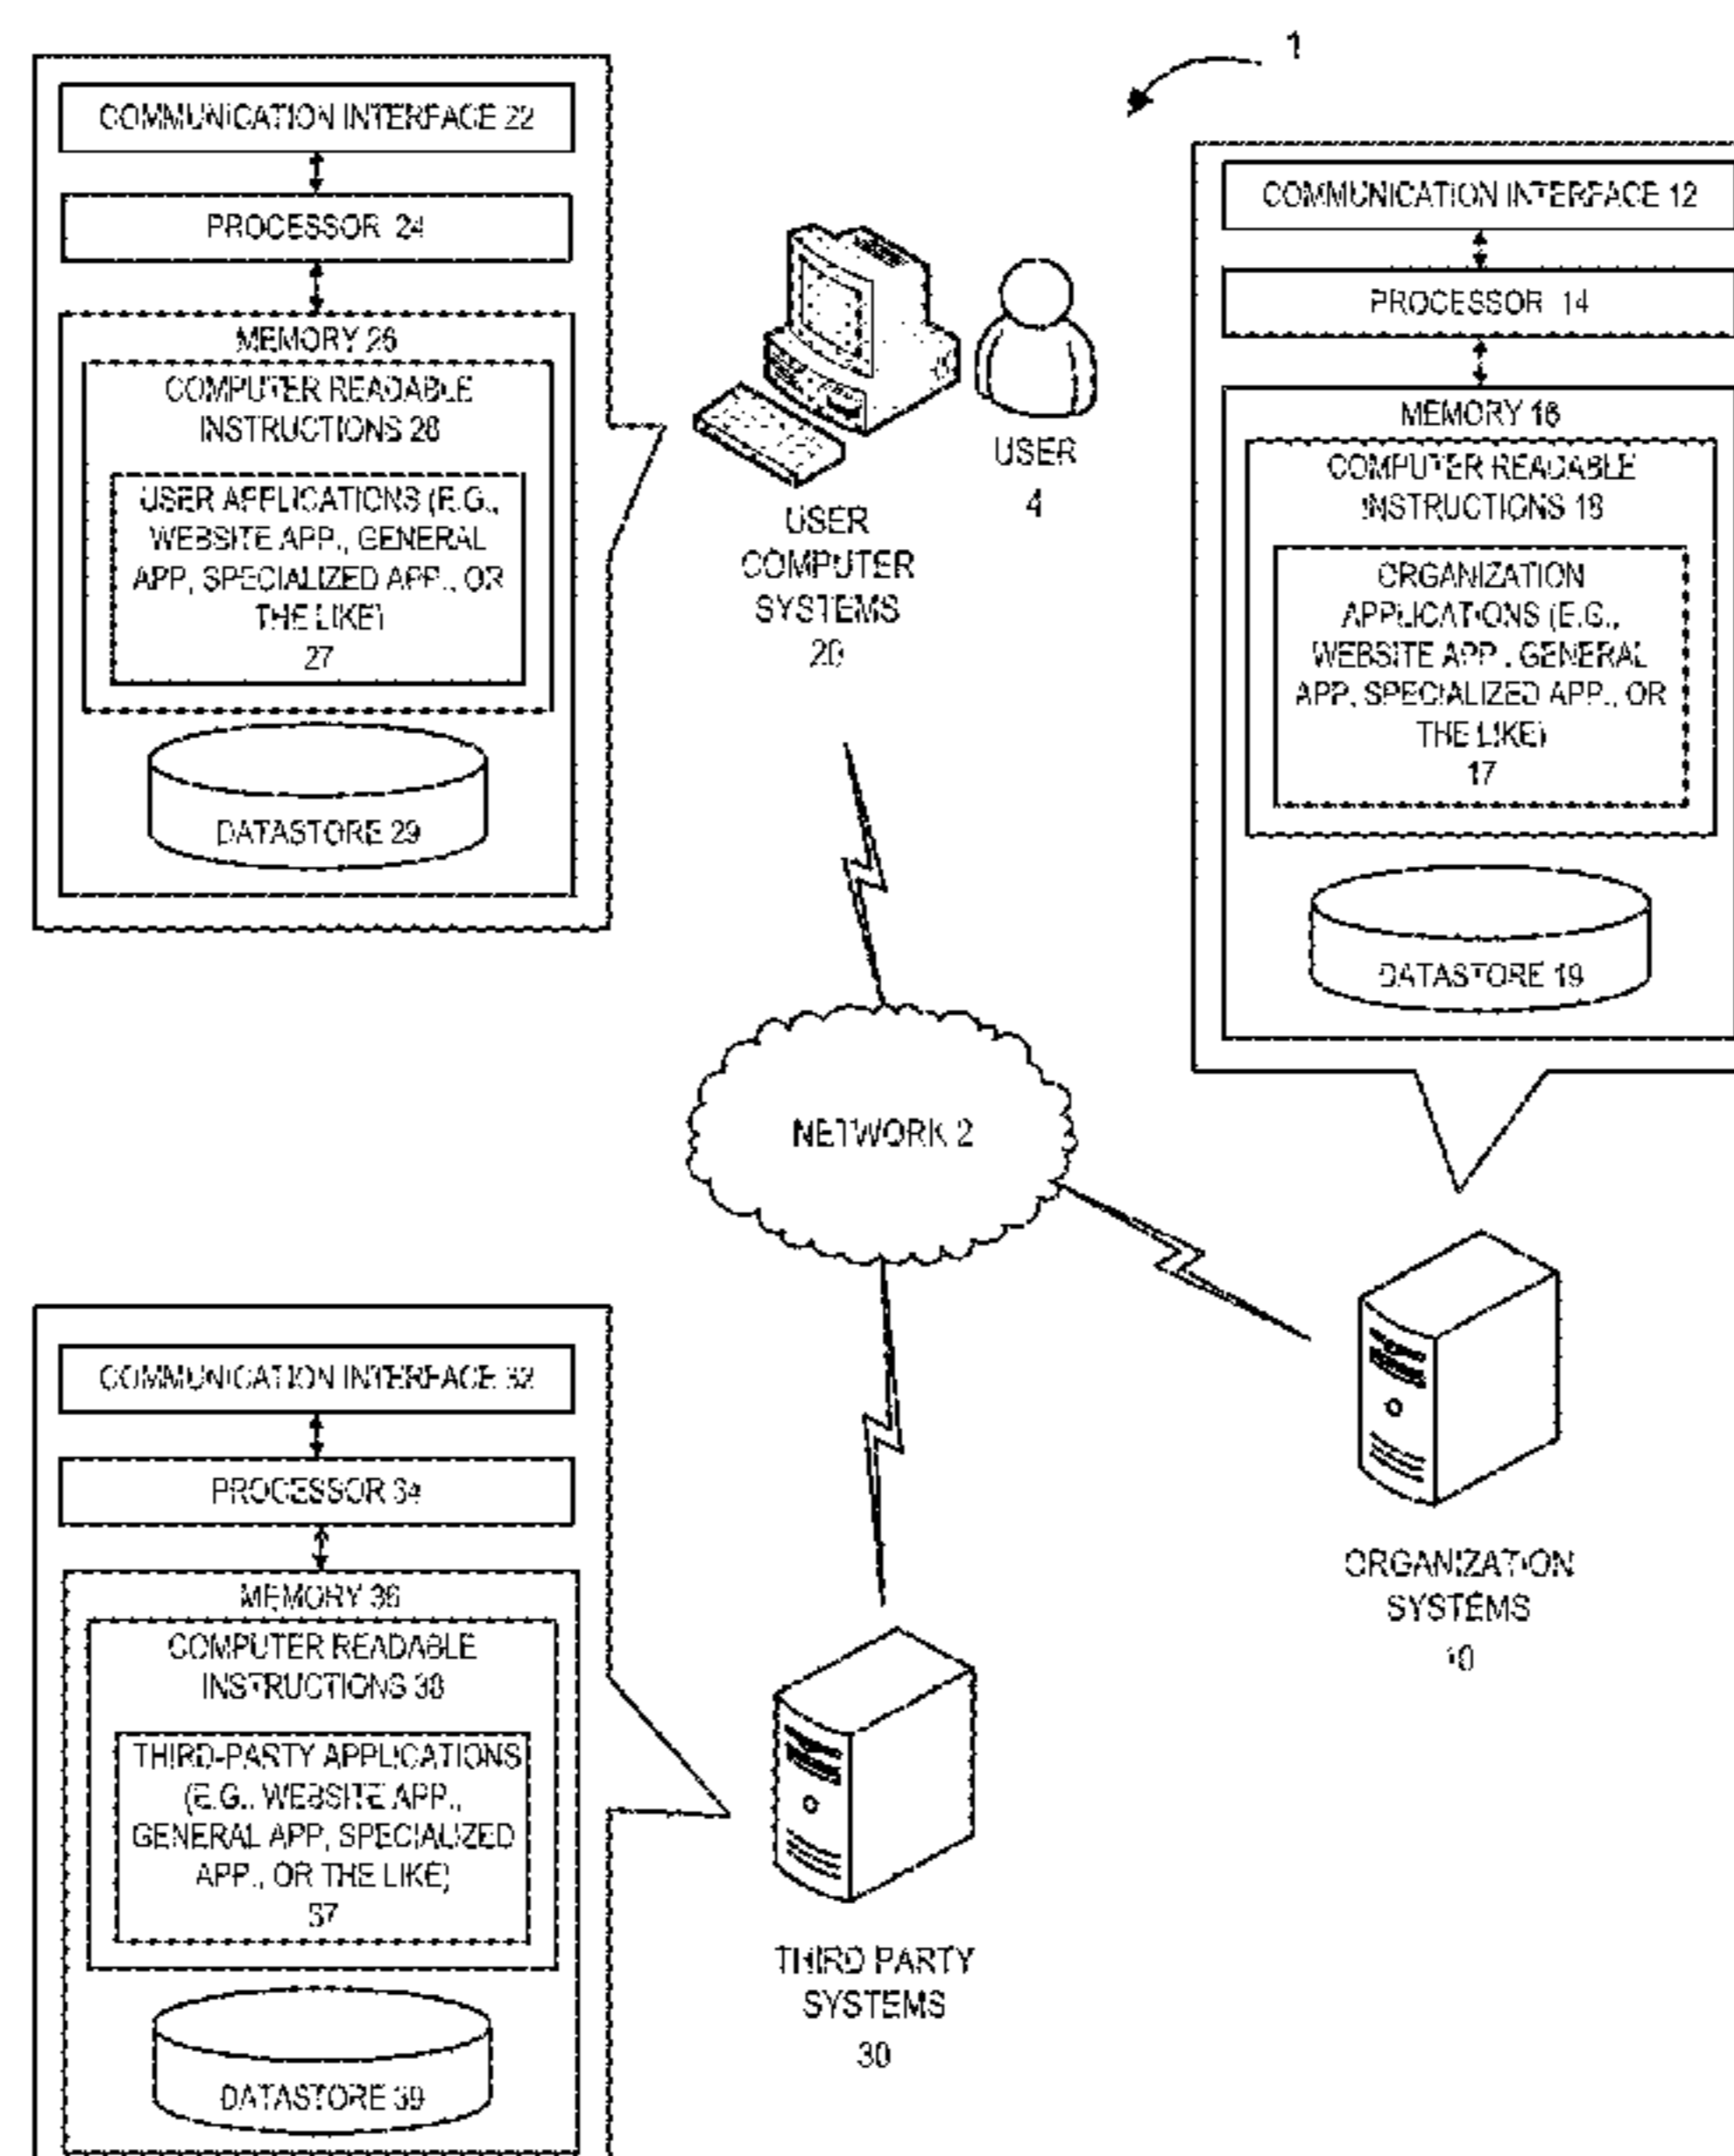 1
COMMUNICATION INTERFACE 22
PROCESSOR 24
MEMORY 26
COMPUTER READABLE
INSTRUCTIONS 28
USER APPLICATIONS (E.G.,
WEBSITE APP., GENERAL
APP, SPECIALIZED APP., OR
THE LIKE)
27
DATASTORE 29
USER
COMPUTER
SYSTEMS
20
USER
4
COMMUNICATION INTERFACE 12
PROCESSOR 14
MEMORY 16
COMPUTER READABLE
INSTRUCTIONS 18
ORGANIZATION
APPLICATIONS (E.G.,
WEBSITE APP., GENERAL
APP, SPECIALIZED APP., OR
THE LIKE)
17
DATASTORE 19
NETWORK 2
ORGANIZATION
SYSTEMS
10
COMMUNICATION INTERFACE 32
PROCESSOR 34
MEMORY 36
COMPUTER READABLE
INSTRUCTIONS 38
THIRD-PARTY APPLICATIONS
(E.G., WEBSITE APP.,
GENERAL APP, SPECIALIZED
APP., OR THE LIKE)
37
DATASTORE 39
THIRD PARTY
SYSTEMS
30